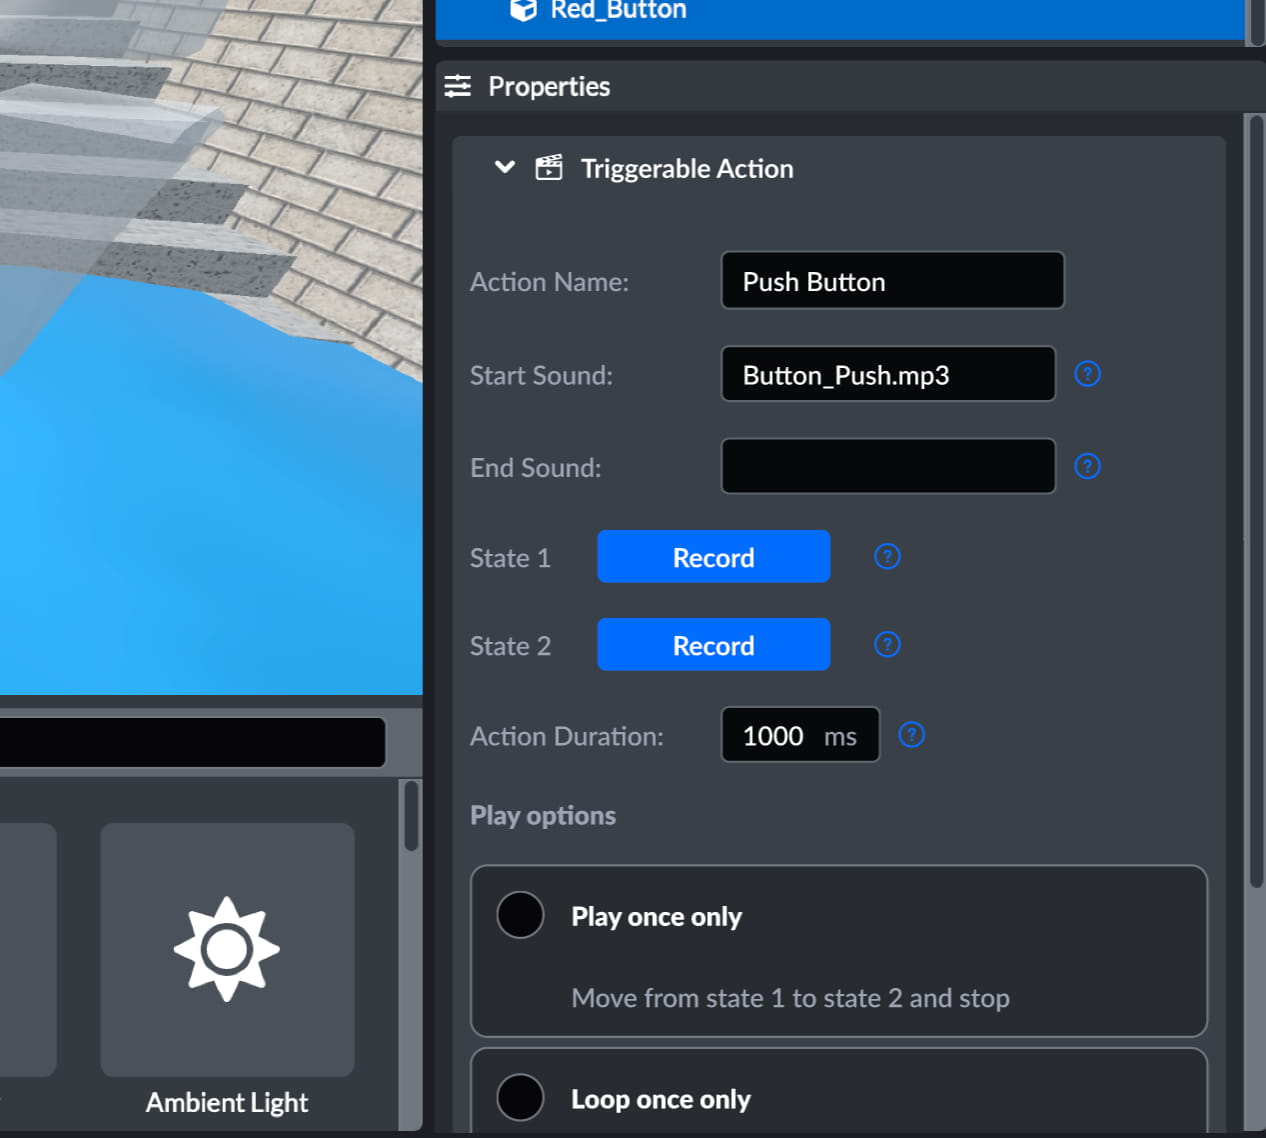 Red_Button
Properties
Triggerable Action
Action Name: Push Button
Start Sound: Button_Push.mp3 ?
End Sound: ?
State 1 Record ?
State 2 Record ?
Action Duration: 1000 ms ?
Play options
Play once only
Move from state 1 to state 2 and stop
Loop once only
Ambient Light